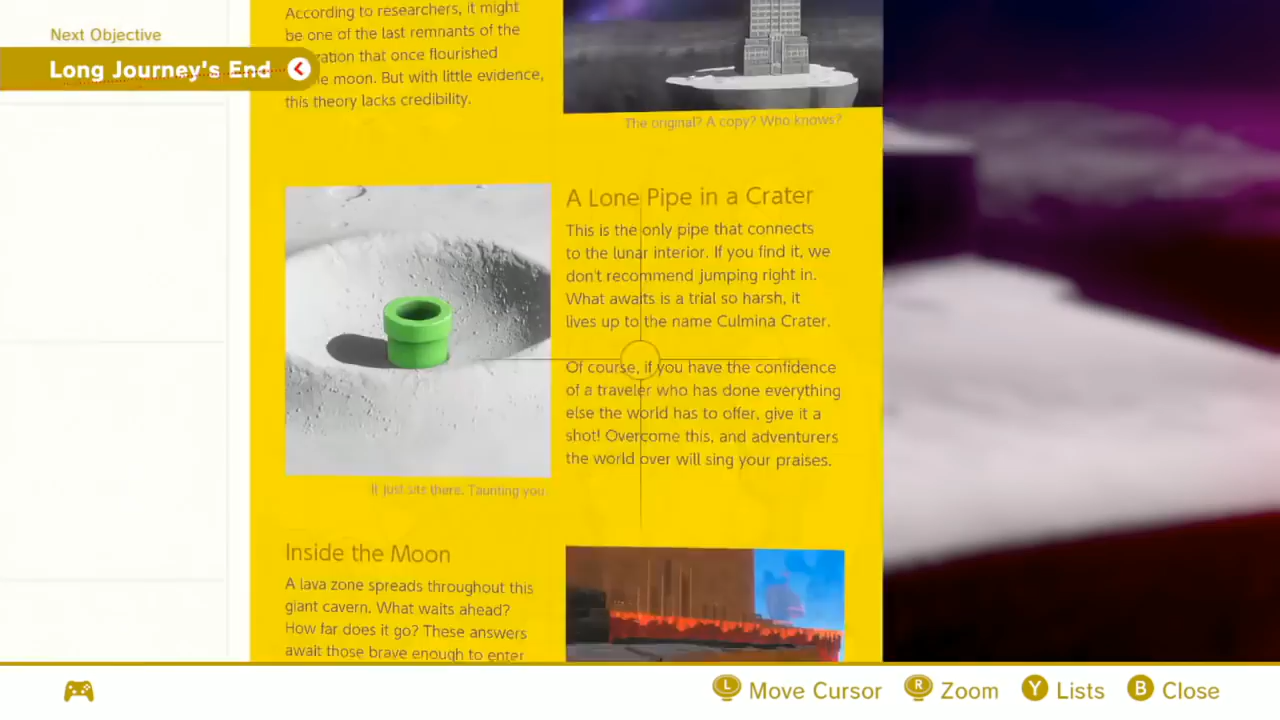 Next Objective
Long Journey's End
According to researchers, it might
be one of the last remnants of the
that once flourished
moon. But with little evidence,
this theory lacks credibility.
The original? A copy? Who knows?
A Lone Pipe in a Crater
This is the only pipe that connects
to the lunar interior. If you find it, we
don't recommend jumping right in.
What awaits is a trial so harsh, it
lives up to the name Culmina Crater.
Of course, if you have the confidence
of a traveler who has done everything
else the world has to offer, give it a
shot! Overcome this, and adventurers
the world over will sing your praises.
It just sits there. Taunting you.
Inside the Moon
A lava zone spreads throughout this
giant cavern. What waits ahead?
How far does it go? These answers
await those brave enough to enter
L Move Cursor
R Zoom
Y Lists
B Close